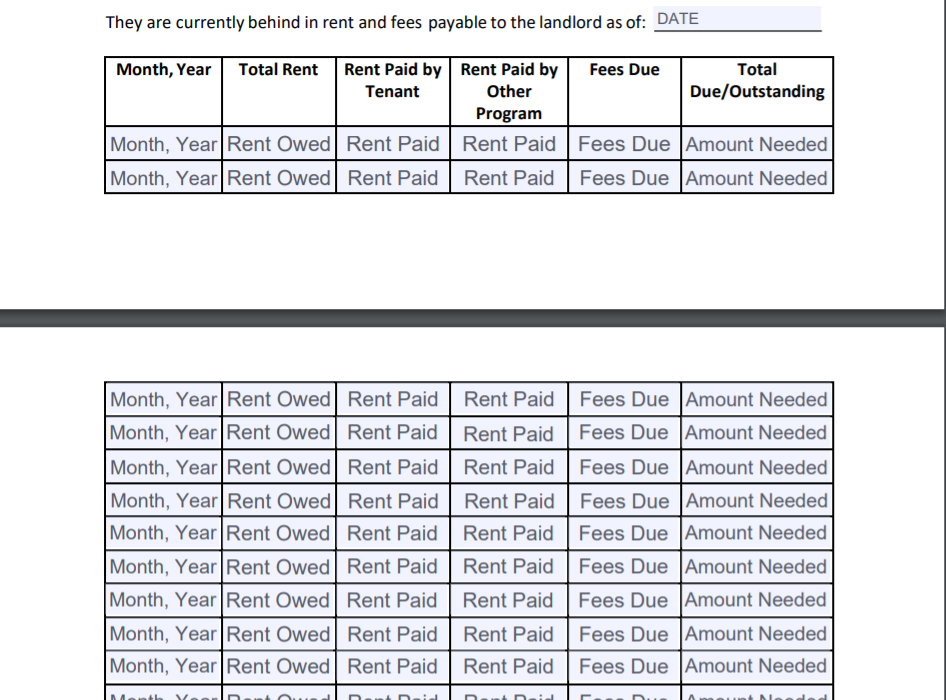 They are currently behind in rent and fees payable to the landlord as of: DATE
Month, Year Total Rent Rent Paid by Tenant Rent Paid by Other Program Fees Due Total Due/Outstanding
Month, Year Rent Owed Rent Paid Rent Paid Fees Due Amount Needed
Month, Year Rent Owed Rent Paid Rent Paid Fees Due Amount Needed
Month, Year Rent Owed Rent Paid Rent Paid Fees Due Amount Needed
Month, Year Rent Owed Rent Paid Rent Paid Fees Due Amount Needed
Month, Year Rent Owed Rent Paid Rent Paid Fees Due Amount Needed
Month, Year Rent Owed Rent Paid Rent Paid Fees Due Amount Needed
Month, Year Rent Owed Rent Paid Rent Paid Fees Due Amount Needed
Month, Year Rent Owed Rent Paid Rent Paid Fees Due Amount Needed
Month, Year Rent Owed Rent Paid Rent Paid Fees Due Amount Needed
Month, Year Rent Owed Rent Paid Rent Paid Fees Due Amount Needed
Month, Year Rent Owed Rent Paid Rent Paid Fees Due Amount Needed